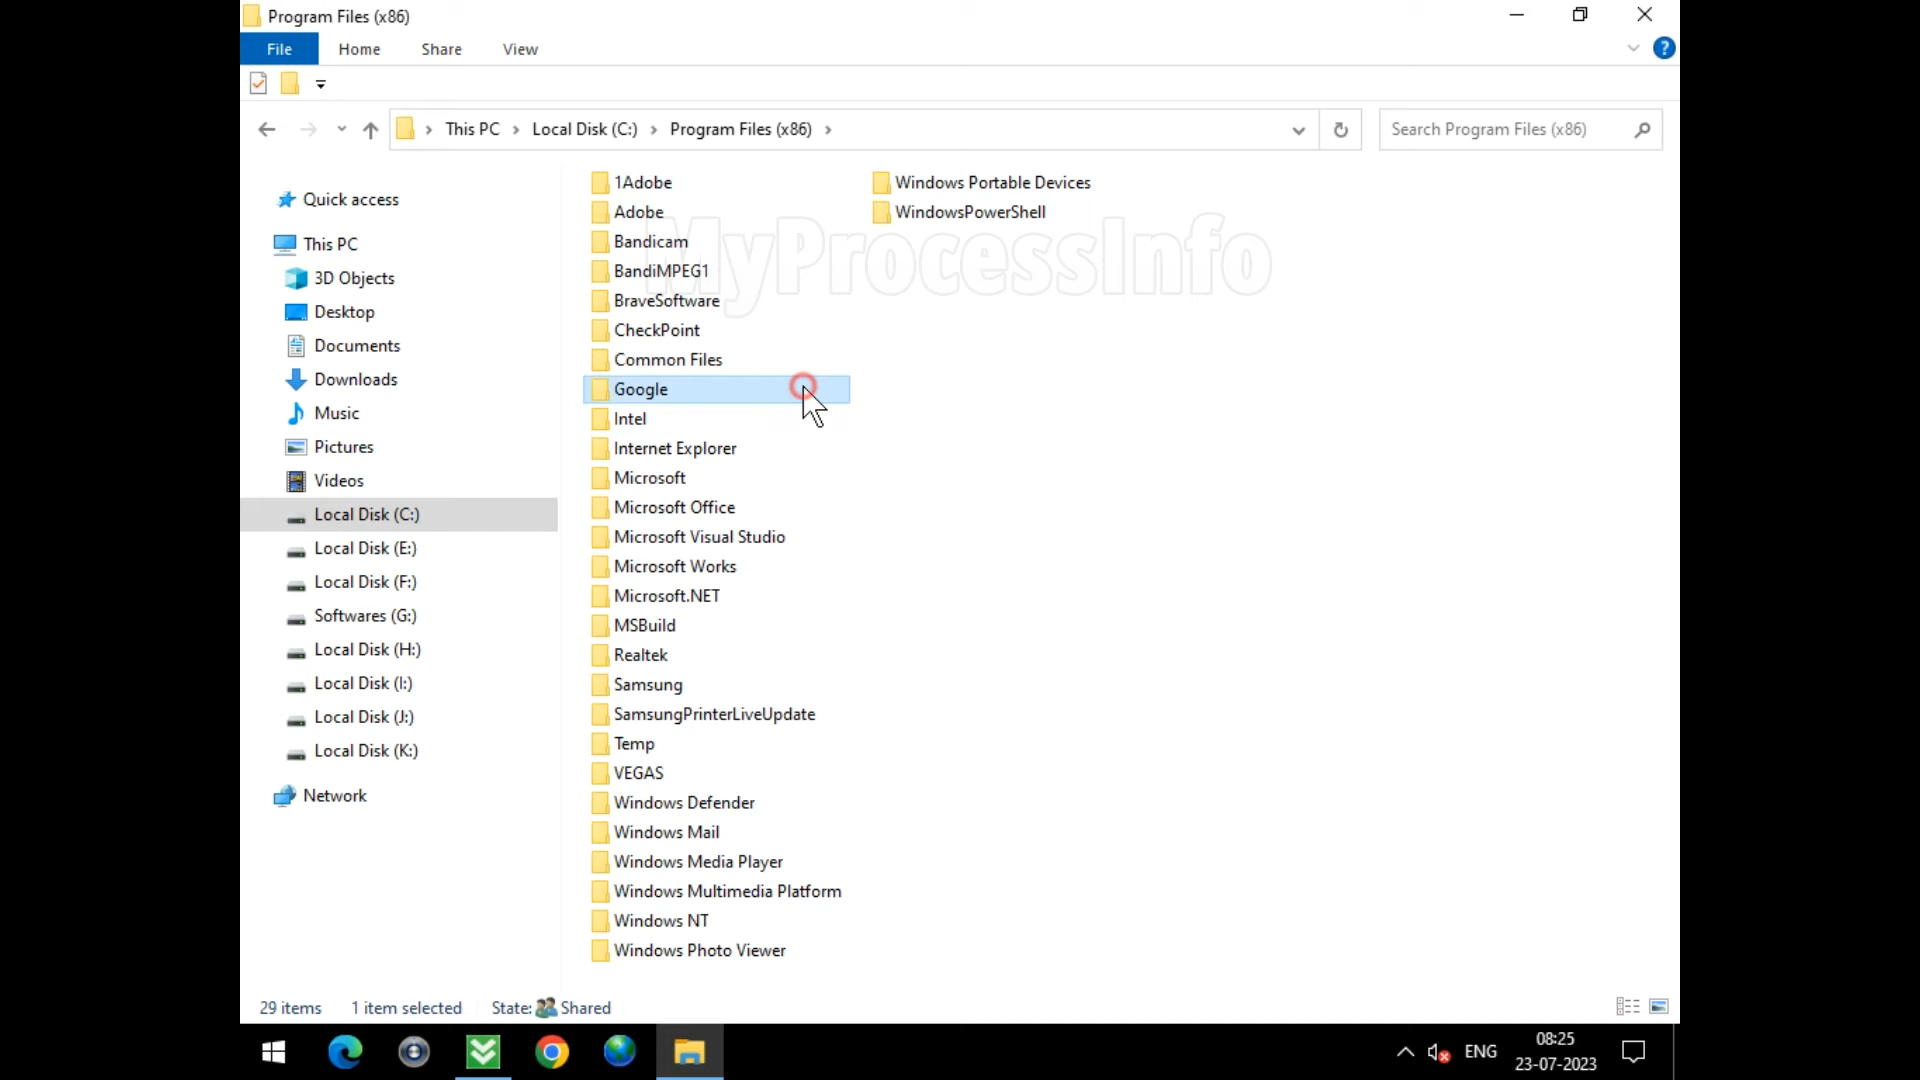 Program Files (x86)
File Home Share View
This PC Local Disk (C:) Program Files (x86)
Search Program Files (x86)
Quick access
This PC
3D Objects
Desktop
Documents
Downloads
Music
Pictures
Videos
Local Disk (C:)
Local Disk (E:)
Local Disk (F:)
Softwares (G:)
Local Disk (H:)
Local Disk (I:)
Local Disk (J:)
Local Disk (K:)
Network
1Adobe
Adobe
Bandicam
BandiMPEG1
BraveSoftware
CheckPoint
Common Files
Google
Intel
Internet Explorer
Microsoft
Microsoft Office
Microsoft Visual Studio
Microsoft Works
Microsoft.NET
MSBuild
Realtek
Samsung
SamsungPrinterLiveUpdate
Temp
VEGAS
Windows Defender
Windows Mail
Windows Media Player
Windows Multimedia Platform
Windows NT
Windows Photo Viewer
Windows Portable Devices
WindowsPowerShell
MyProcessInfo
29 items 1 item selected State: Shared
ENG
08:25
23-07-2023